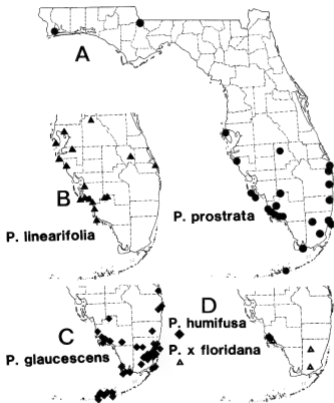 A
B
P. linearifolia
P. prostrata
C
P. glaucescens
D
P. humifusa
P. x floridana